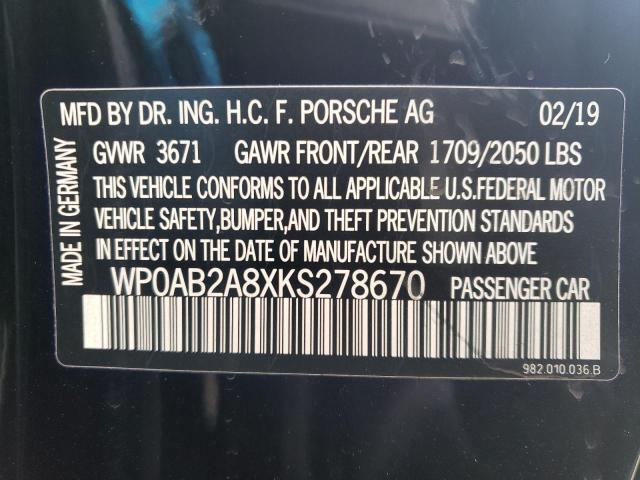 MFD BY DR. ING. H.C. F. PORSCHE AG 02/19
GVWR 3671 GAWR FRONT/REAR 1709/2050 LBS
THIS VEHICLE CONFORMS TO ALL APPLICABLE U.S.FEDERAL MOTOR
VEHICLE SAFETY,BUMPER,AND THEFT PREVENTION STANDARDS
IN EFFECT ON THE DATE OF MANUFACTURE SHOWN ABOVE
WP0AB2A8XKS278670 PASSENGER CAR
982.010.036.B
MADE IN GERMANY